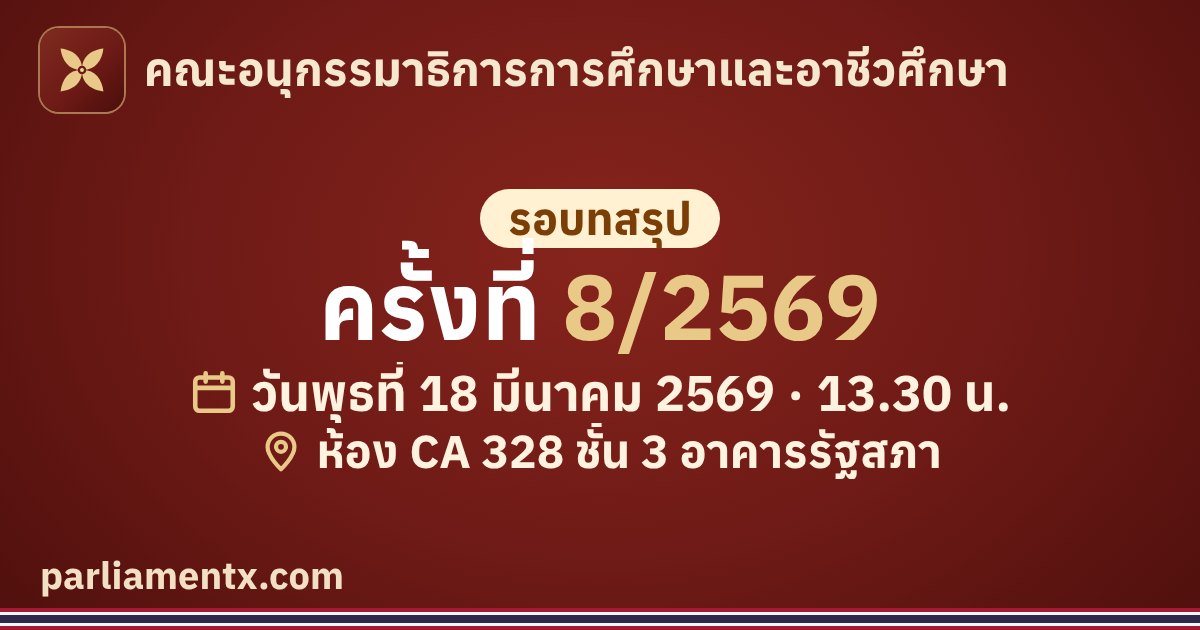 คณะอนุกรรมาธิการการศึกษาและอาชีวศึกษา
รอบทสรุป
ครั้งที่ 8/2569
วันพุธที่ 18 มีนาคม 2569 · 13.30 น.
ห้อง CA 328 ชั้น 3 อาคารรัฐสภา
parliamentx.com